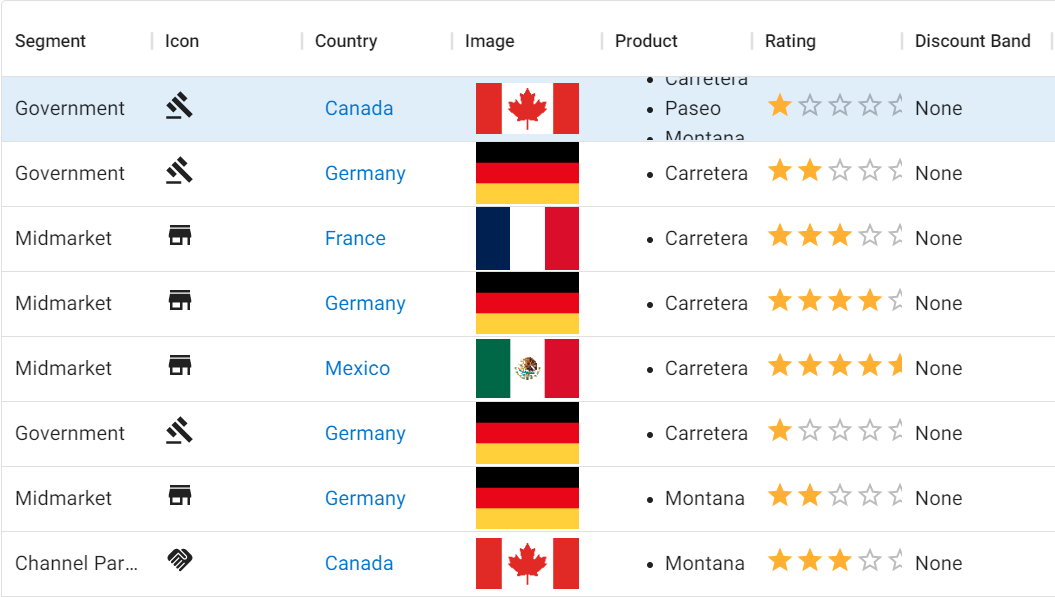 Segment Icon Country Image Product Rating Discount Band
Carretera
Government Canada Paseo None
Montana
Government Germany Carretera None
Midmarket France Carretera None
Midmarket Germany Carretera None
Midmarket Mexico Carretera None
Government Germany Carretera None
Midmarket Germany Montana None
Channel Par... Canada Montana None